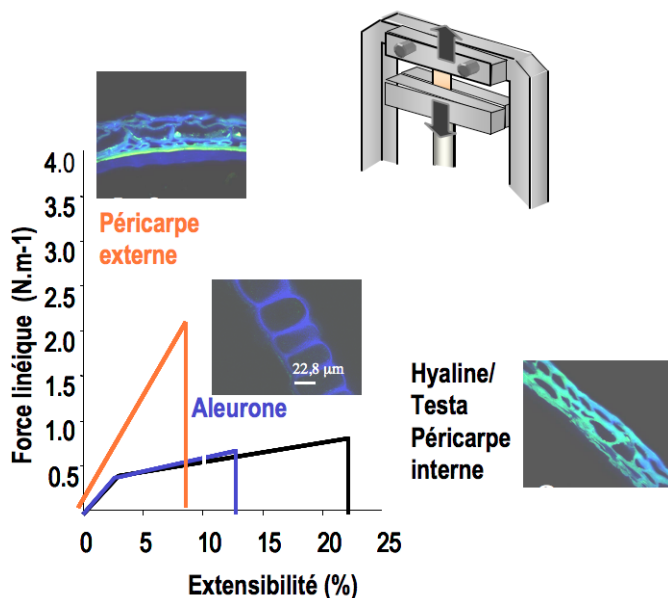 4.0
3.5
3.0
2.5
2.0
1.5
1.0
0.5
Force linéique (N.m-1)
Péricarpe
externe
22,8 µm
Aleurone
Hyaline/
Testa
Péricarpe
interne
0 5 10 15 20 25
Extensibilité (%)